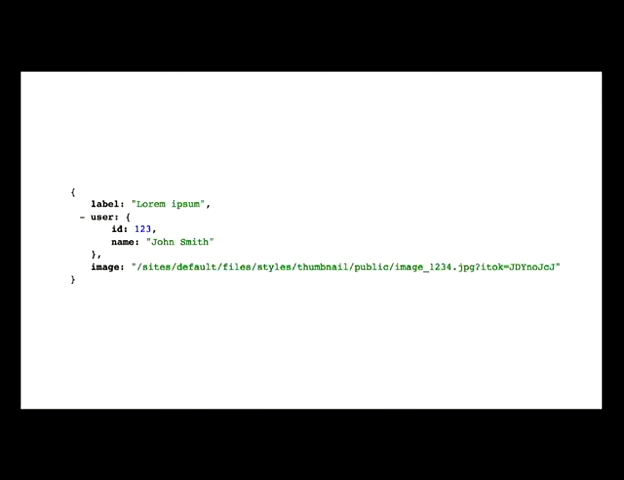 {
label: "Lorem ipsum",
- user: {
id: 123,
name: "John Smith"
},
image: "/sites/default/files/styles/thumbnail/public/image_1234.jpg?itok=JDYnoJcJ"
}